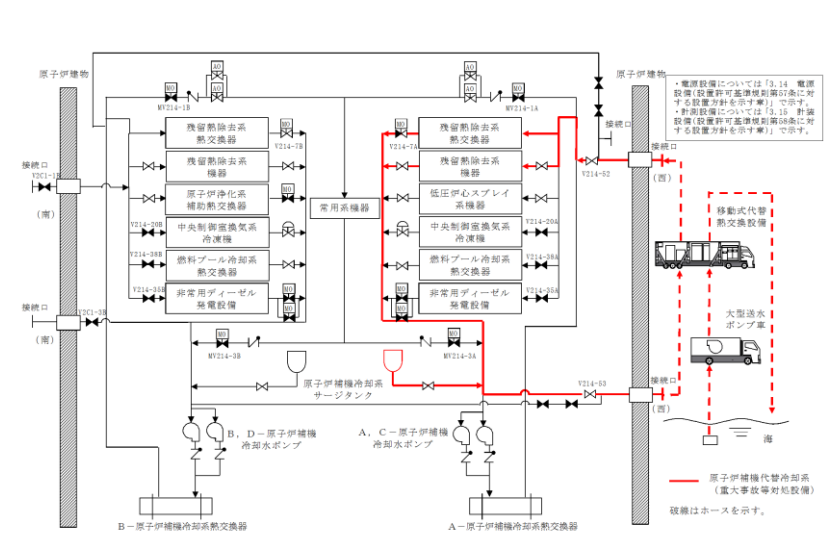 ・電源設備については「3.14 電源
設備(設置許可基準規則第57条に対
する設置方針を示す章)」で示す。
・計測設備については「3.15 計装
設備(設置許可基準規則第58条に対
する設置方針を示す章)」で示す。
原子炉建物
原子炉建物
AO
AO
AO
AO
MO
MO
MV214-1B
MV214-1A
接続口
残留熱除去系
熱交換器
MO
V214-7B
残留熱除去系
機器
原子炉浄化系
補助熱交換器
MO
V214-20B
中央制御室換気系
冷凍機
V214-38B
燃料プール冷却系
熱交換器
V214-35B
非常用ディーゼル
発電設備
MO
MO
常用系機器
MO
V214-7A
残留熱除去系
熱交換器
残留熱除去系
機器
低圧炉心スプレイ
系機器
中央制御室換気系
冷凍機
V214-20A
燃料プール冷却系
熱交換器
V214-38A
非常用ディーゼル
発電設備
V214-35A
MO
MO
接続口
(南)
接続口
V2C1-3B
(南)
V214-52
接続口
(西)
移動式代替
熱交換設備
大型送水
ポンプ車
MO
MV214-3B
MO
MV214-3A
原子炉補機冷却系
サージタンク
V214-53
接続口
(西)
海
B,D-原子炉補機
冷却水ポンプ
A,C-原子炉補機
冷却水ポンプ
B-原子炉補機冷却系熱交換器
A-原子炉補機冷却系熱交換器
原子炉補機代替冷却系
(重大事故等対処設備)
破線はホースを示す。